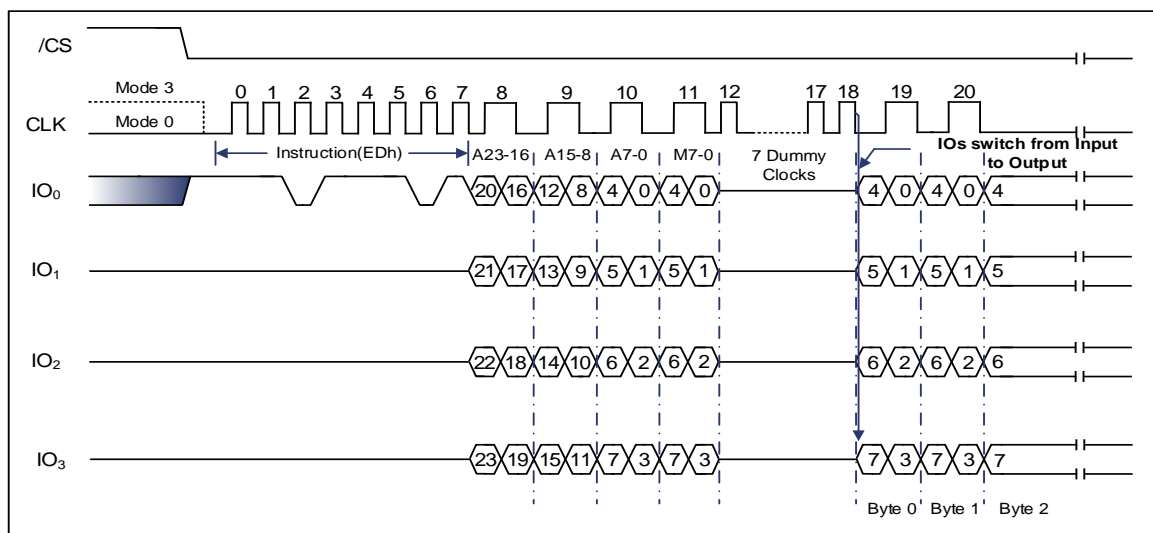 /CS
Mode 3
Mode 0
CLK
0 1 2 3 4 5 6 7 8 9 10 11 12 17 18 19 20
Instruction(EDh)
A23-16 A15-8 A7-0 M7-0
7 Dummy
Clocks
IOs switch from Input
to Output
IO0 20 16 12 8 4 0 4 0 4 0 4 0 4
IO1 21 17 13 9 5 1 5 1 5 1 5 1 5
IO2 22 18 14 10 6 2 6 2 6 2 6 2 6
IO3 23 19 15 11 7 3 7 3 7 3 7 3 7
Byte 0 Byte 1 Byte 2